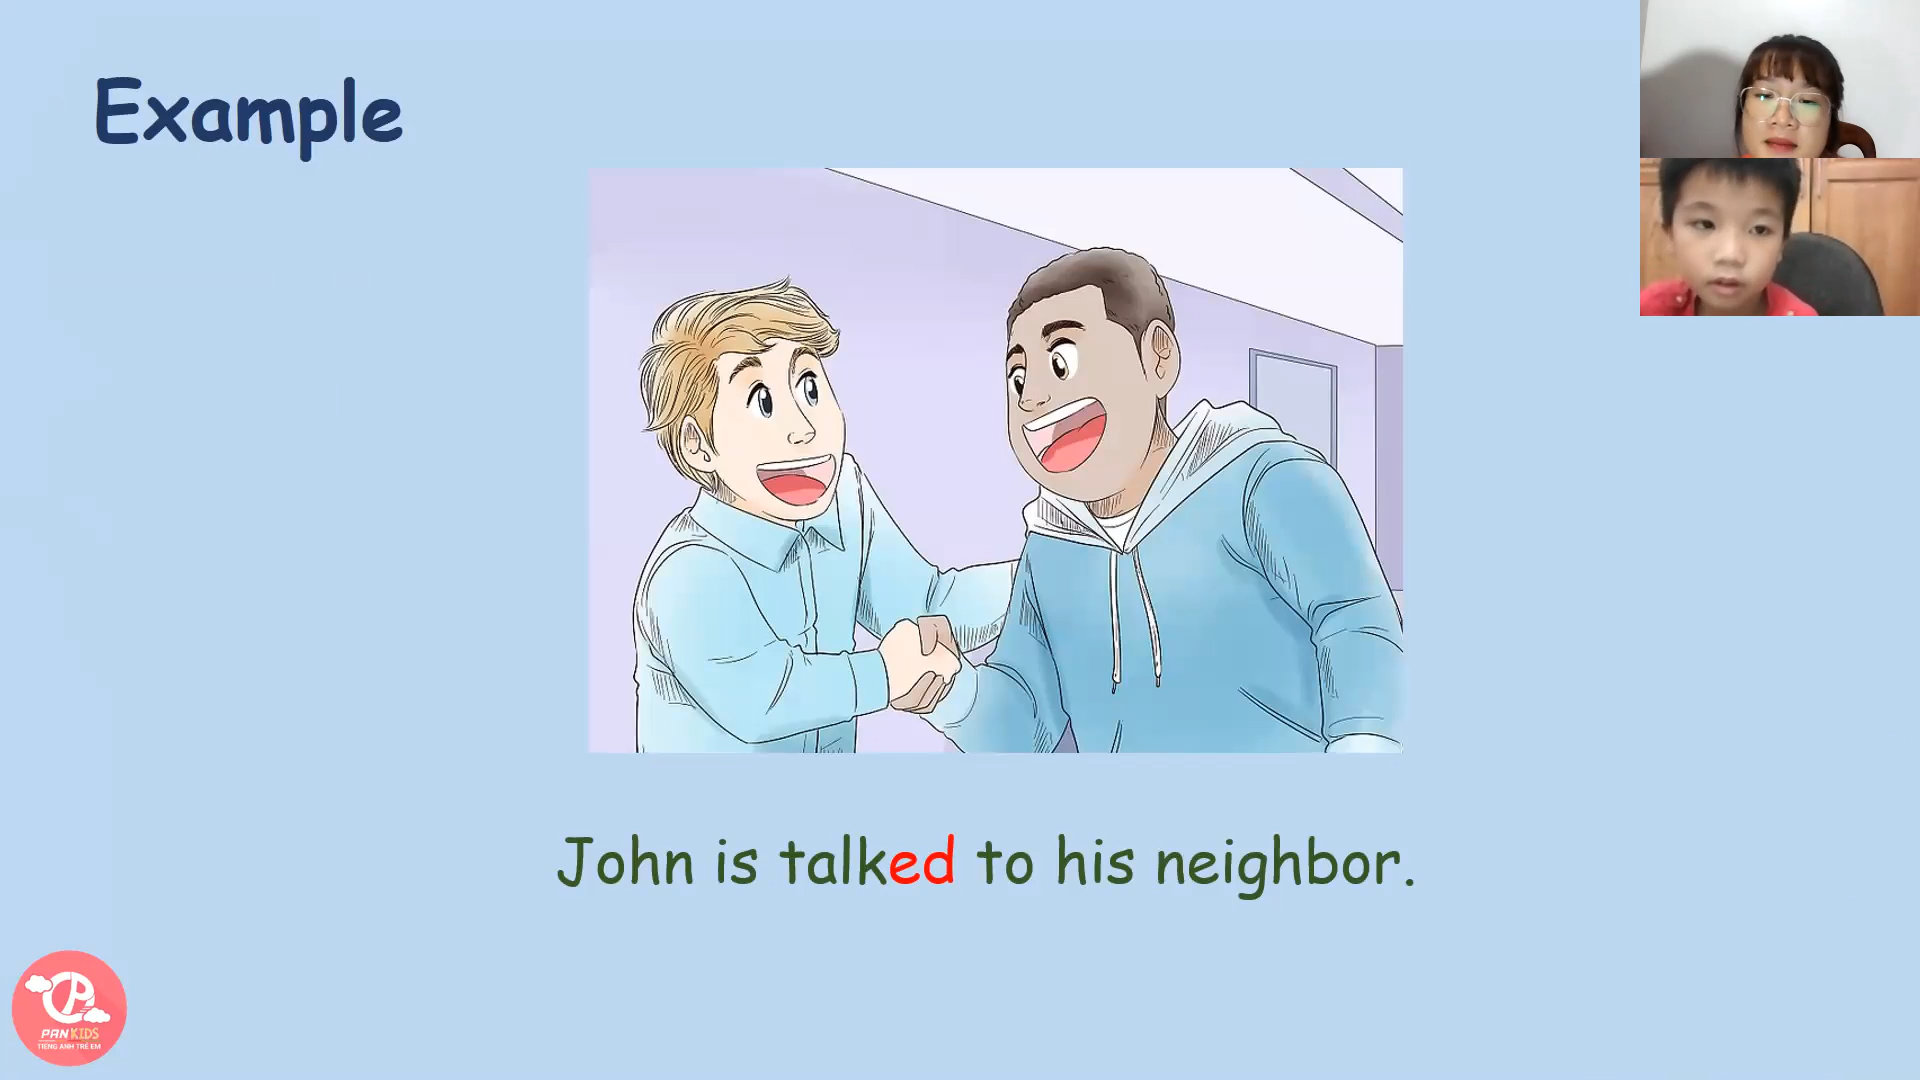 Example
John is talked to his neighbor.
PAN KIDS
TIẾNG ANH TRẺ EM